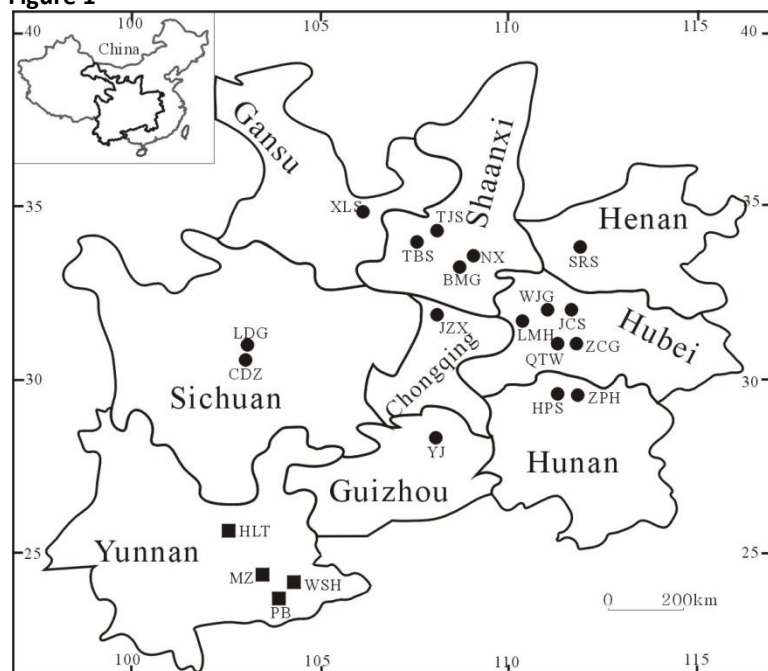 Figure 1
100 105 110 115
40 40
China
Gansu
Shaanxi
35 35
XLS
TJS
Henan
TBS
NX
SRS
BMG
WJG
JZX
LMH
JCS
Hubei
LDG
QTW
ZCG
CDZ
Chongqing
30 30
Sichuan
HPS
ZPH
YJ
Hunan
Guizhou
HLT
Yunnan
25 25
MZ
WSH
PB
0 200km
100 105 110 115